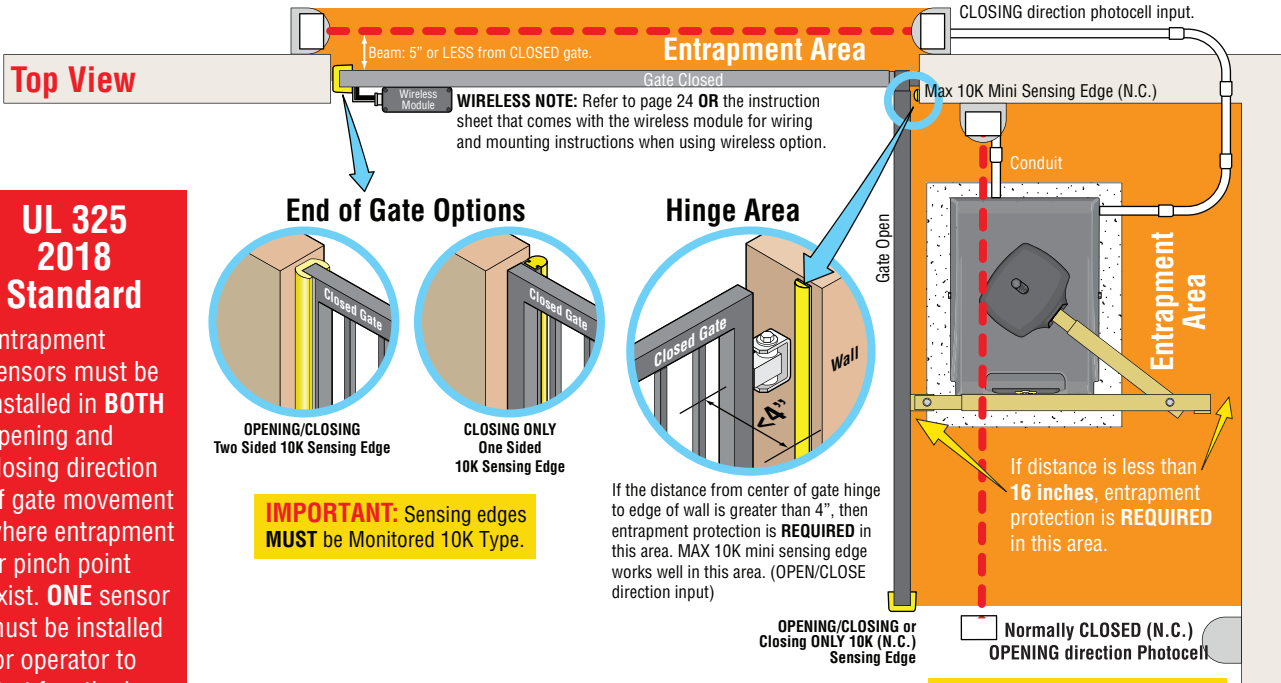 CLOSING direction photocell input.
Beam: 5" or LESS from CLOSED gate.
Entrapment Area
Top View
Gate Closed
Wireless
Module
WIRELESS NOTE: Refer to page 24 OR the instruction
sheet that comes with the wireless module for wiring
and mounting instructions when using wireless option.
Max 10K Mini Sensing Edge (N.C.)
Conduit
UL 325
2018
Standard
ntrapment
ensors must be
nstalled in BOTH
pening and
losing direction
f gate movement
where entrapment
r pinch point
xist. ONE sensor
must be installed
or operator to
End of Gate Options
Closed Gate
Closed Gate
OPENING/CLOSING
Two Sided 10K Sensing Edge
CLOSING ONLY
One Sided
10K Sensing Edge
IMPORTANT: Sensing edges
MUST be Monitored 10K Type.
Hinge Area
Closed Gate
Wall
<4"
If the distance from center of gate hinge
to edge of wall is greater than 4", then
entrapment protection is REQUIRED in
this area. MAX 10K mini sensing edge
works well in this area. (OPEN/CLOSE
direction input)
Gate Open
Entrapment
Area
If distance is less than
16 inches, entrapment
protection is REQUIRED
in this area.
OPENING/CLOSING or
Closing ONLY 10K (N.C.)
Sensing Edge
Normally CLOSED (N.C.)
OPENING direction Photocell